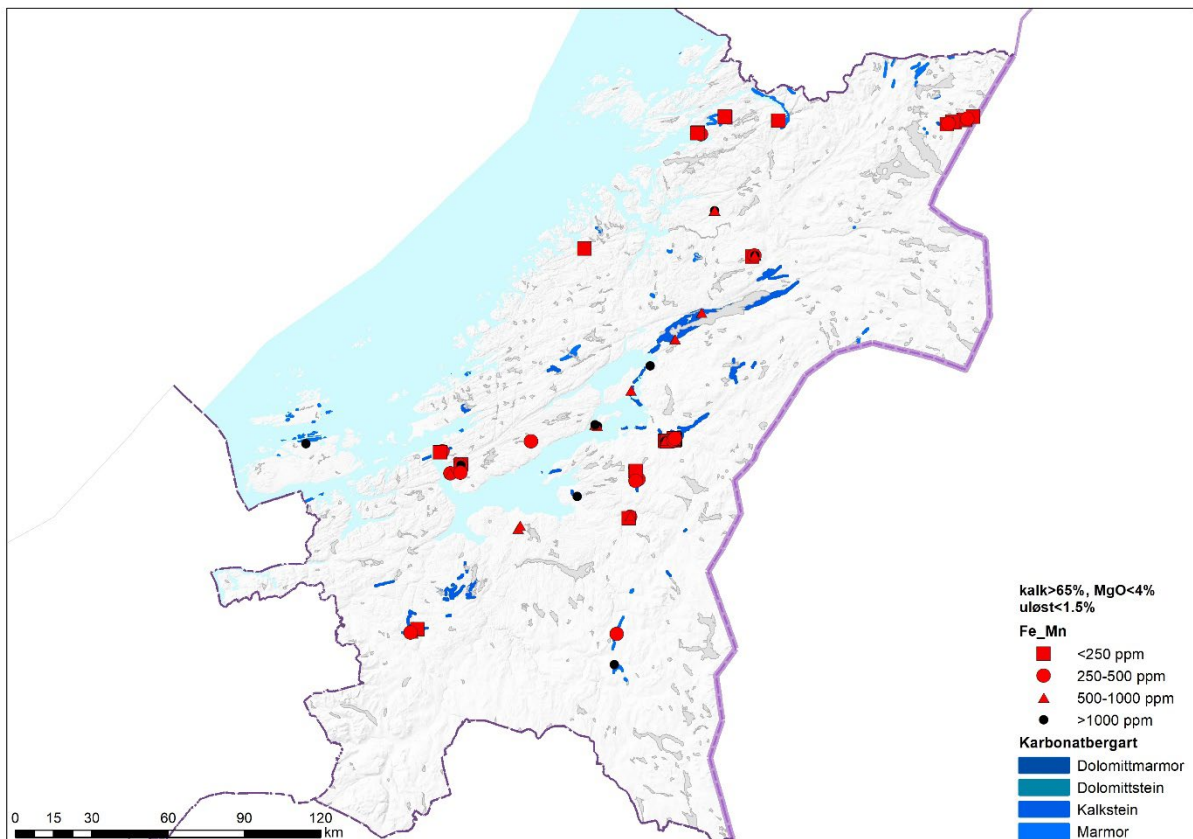 kalk>65%, MgO<4%
uløst<1.5%
Fe_Mn
<250 ppm
250-500 ppm
500-1000 ppm
>1000 ppm
Karbonatbergart
Dolomittmarmor
Dolomittstein
Kalkstein
Marmor
0 15 30 60 90 120
km